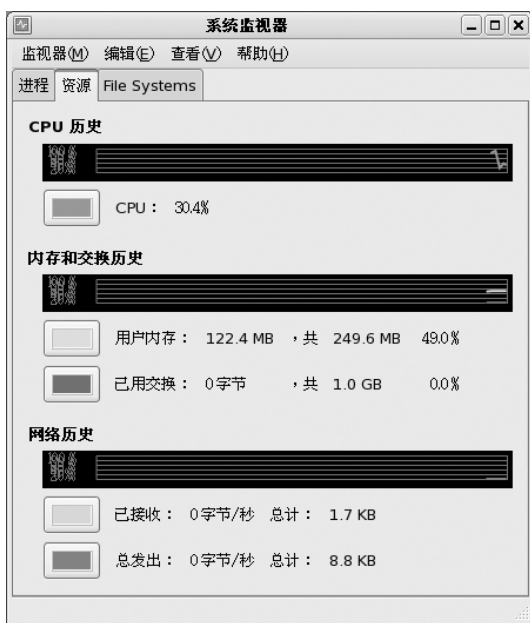 系统监视器
监视器(M) 编辑(E) 查看(V) 帮助(H)
进程 资源 File Systems
CPU 历史
CPU： 30.4%
内存和交换历史
用户内存： 122.4 MB ，共 249.6 MB 49.0%
已用交换： 0字节 ，共 1.0 GB 0.0%
网络历史
已接收： 0字节/秒 总计： 1.7 KB
总发出： 0字节/秒 总计： 8.8 KB